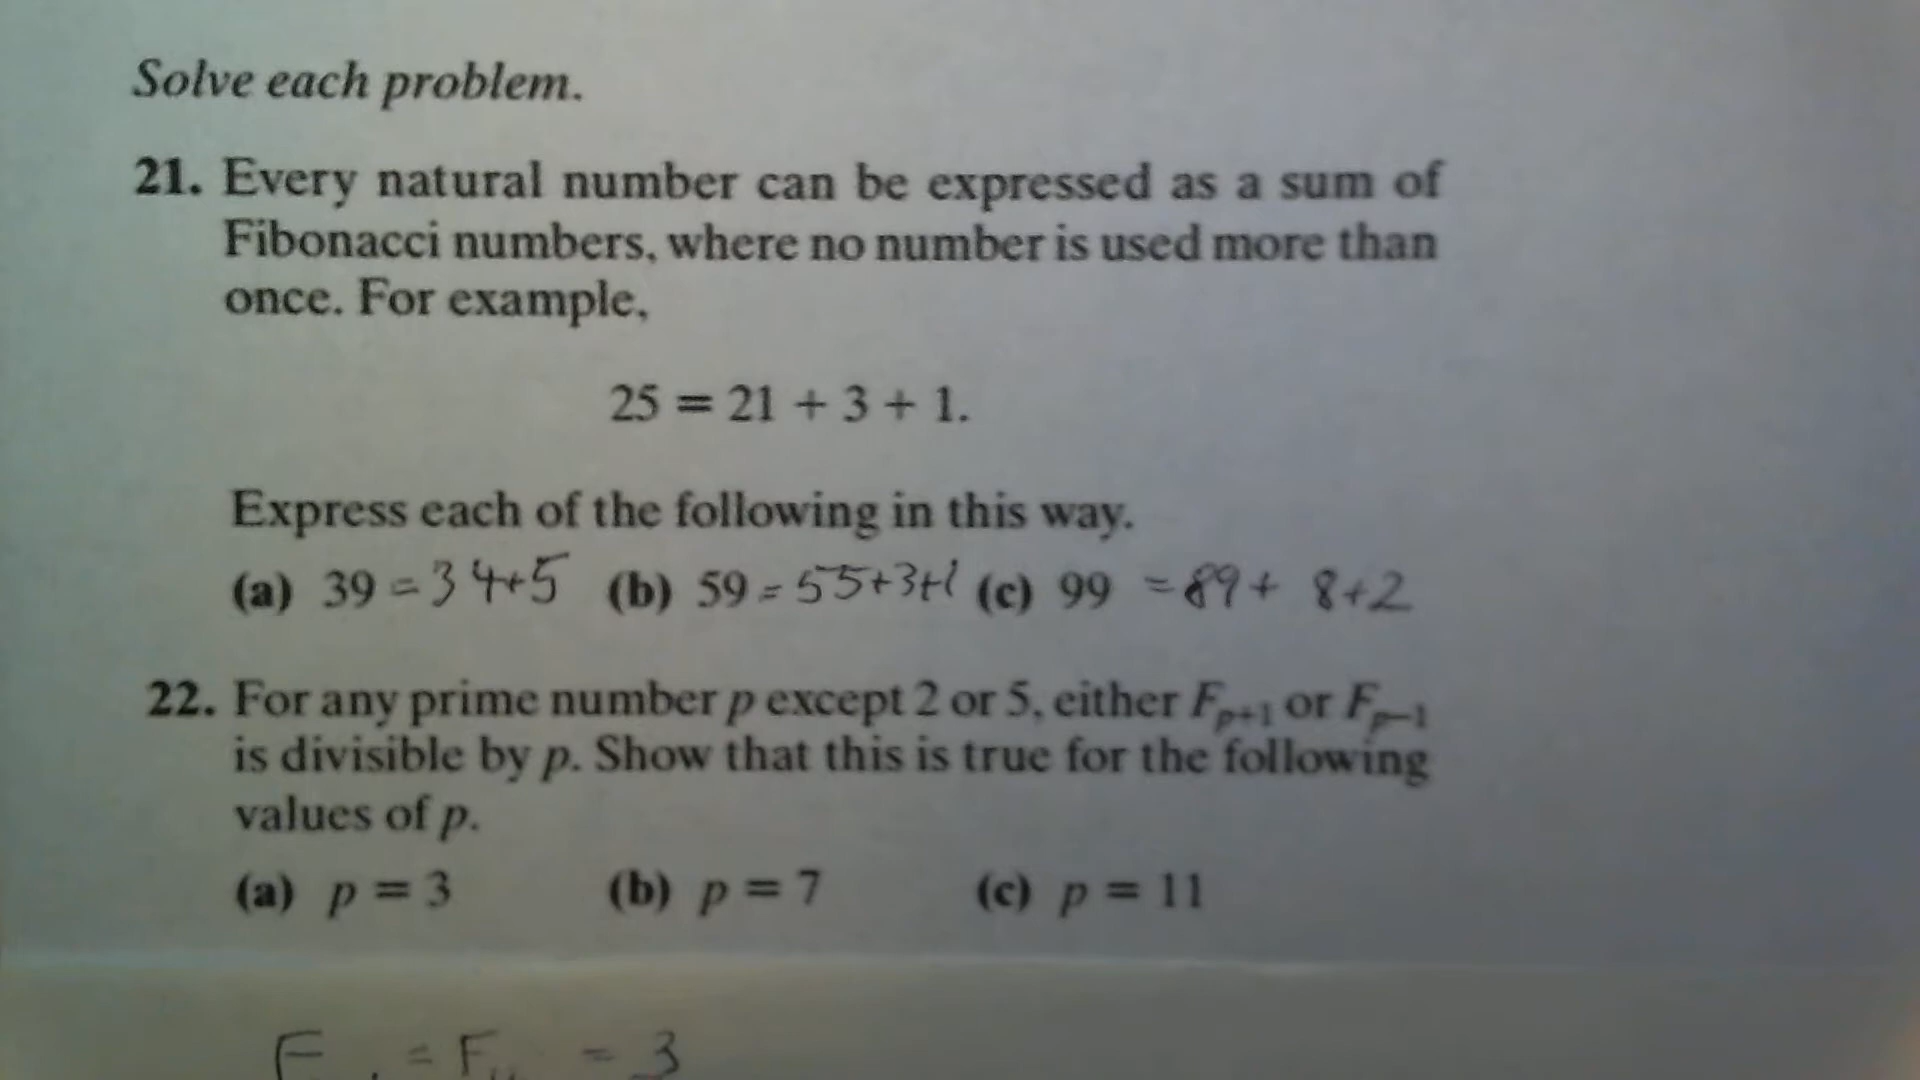 Solve each problem.
21. Every natural number can be expressed as a sum of
Fibonacci numbers, where no number is used more than
once. For example,
25 = 21 + 3 + 1.
Express each of the following in this way.
(a) 39 = 34+5 (b) 59 = 55+3+1 (c) 99 = 89 + 8+2
22. For any prime number p except 2 or 5, either Fₚ₊₁ or Fₚ₋₁
is divisible by p. Show that this is true for the following
values of p.
(a) p = 3 (b) p = 7 (c) p = 11
= F = 3